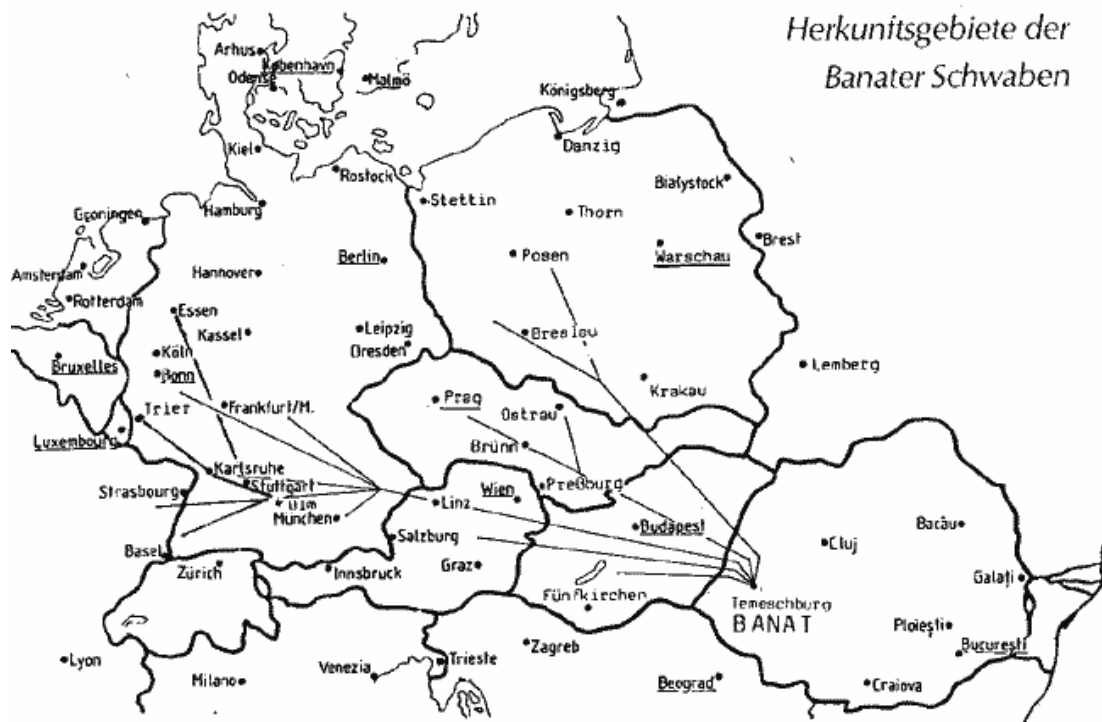 Herkunftsgebiete der
Banater Schwaben
Arhus
København
Odense
Malmö
Königsberg
Kiel
Danzig
Rostock
Białystock
Hamburg
Stettin
Thorn
Groningen
Brest
Berlin
Posen
Warschau
Amsterdam
Hannover
Rotterdam
Essen
Kassel
Leipzig
Breslau
Dresden
Bruxelles
Köln
Bonn
Lemberg
Krakau
Trier
Frankfurt/M.
Prag
Ostrau
Luxembourg
Brünn
Karlsruhe
Stuttgart
Strasbourg
Ulm
Linz
Wien
Preßburg
München
Budapest
Bacău
Basel
Salzburg
Cluj
Zürich
Innsbruck
Graz
Fünfkirchen
Galați
Temeschburg
BANAT
Ploiești
București
Lyon
Milano
Venezia
Trieste
Zagreb
Beograd
Craiova